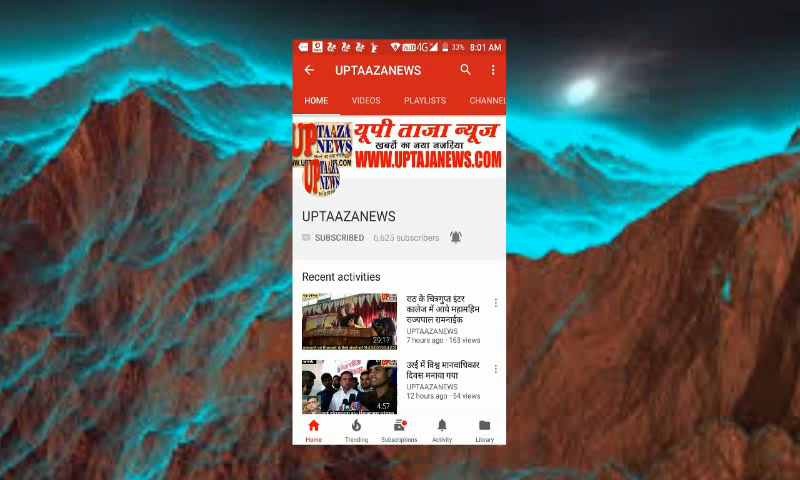 33% 8:01 AM
UPTAAZANEWS
HOME VIDEOS PLAYLISTS CHANNEL
UP TAAZA NEWS
यूपी ताजा न्यूज
खबरों का नया नजरिया
WWW.UPTAJANEWS.COM
UP TAAZA NEWS
UPTAAZANEWS
SUBSCRIBED 6,625 subscribers
Recent activities
राठ के चित्रगुप्त इंटर
कालेज में आये महामहिम
राज्यपाल रामनाईक
UPTAAZANEWS
7 hours ago · 163 views
29:17
उरई में विश्व मानवाधिकार
दिवस मनाया गया
UPTAAZANEWS
12 hours ago · 54 views
4:57
Home Trending Subscriptions Activity Library